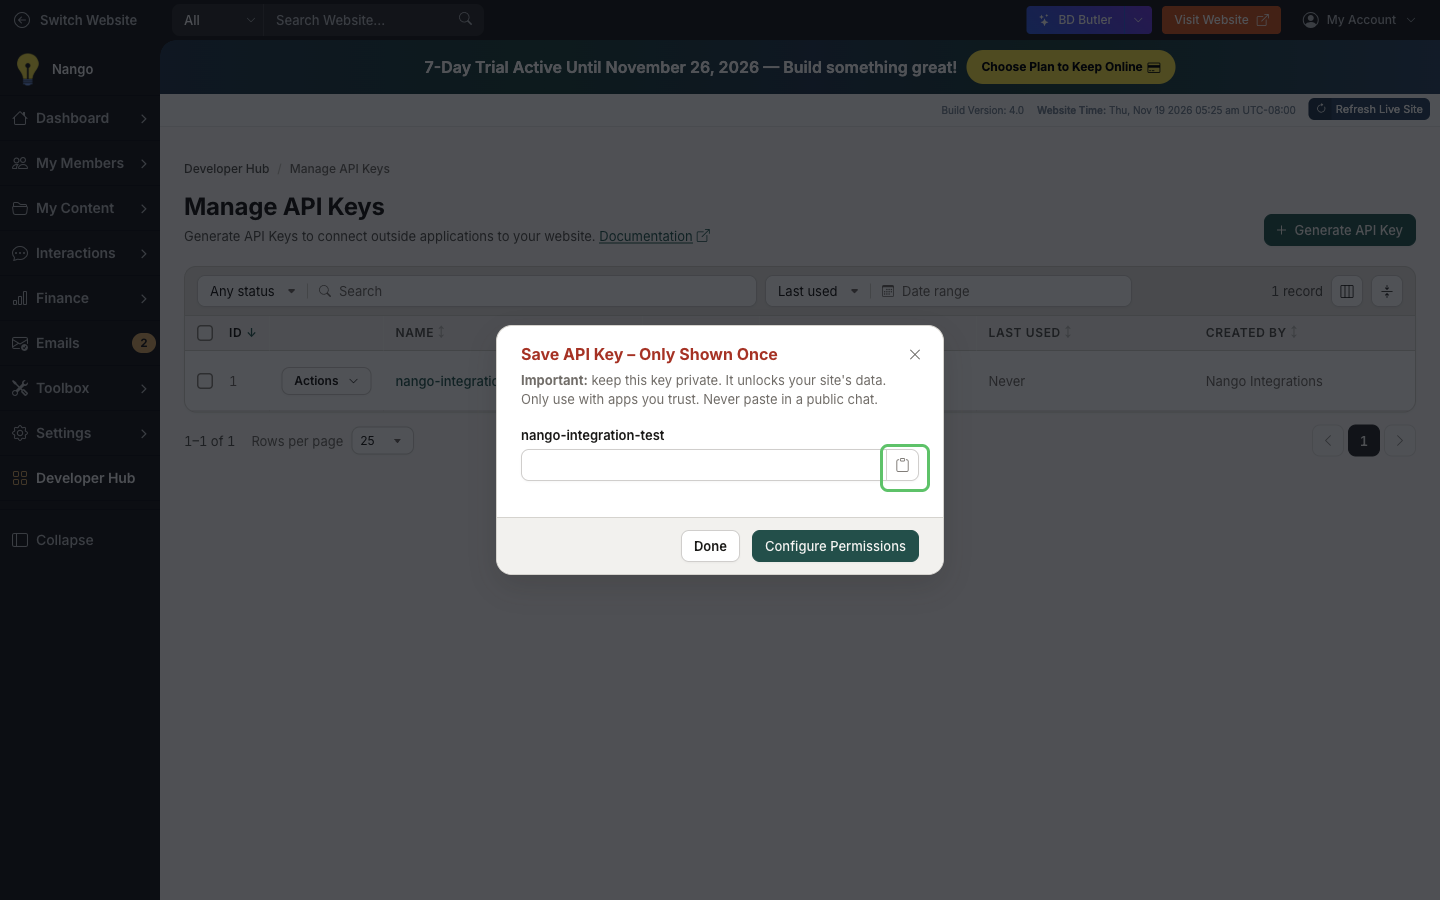 Switch Website
All
Search Website...
BD Butler
Visit Website
My Account
Nango
7-Day Trial Active Until November 26, 2026 — Build something great!
Choose Plan to Keep Online
Build Version: 4.0 Website Time: Thu, Nov 19 2026 05:25 am UTC-08:00
Refresh Live Site
Dashboard
My Members
My Content
Interactions
Finance
Emails
2
Toolbox
Settings
Developer Hub
Collapse
Developer Hub / Manage API Keys
Manage API Keys
Generate API Keys to connect outside applications to your website. Documentation
+ Generate API Key
Any status
Search
Last used
Date range
1 record
ID
NAME
LAST USED
CREATED BY
1
Actions
nango-integratio
Never
Nango Integrations
1–1 of 1
Rows per page
25
1
Save API Key – Only Shown Once
Important: keep this key private. It unlocks your site's data.
Only use with apps you trust. Never paste in a public chat.
nango-integration-test
Done
Configure Permissions